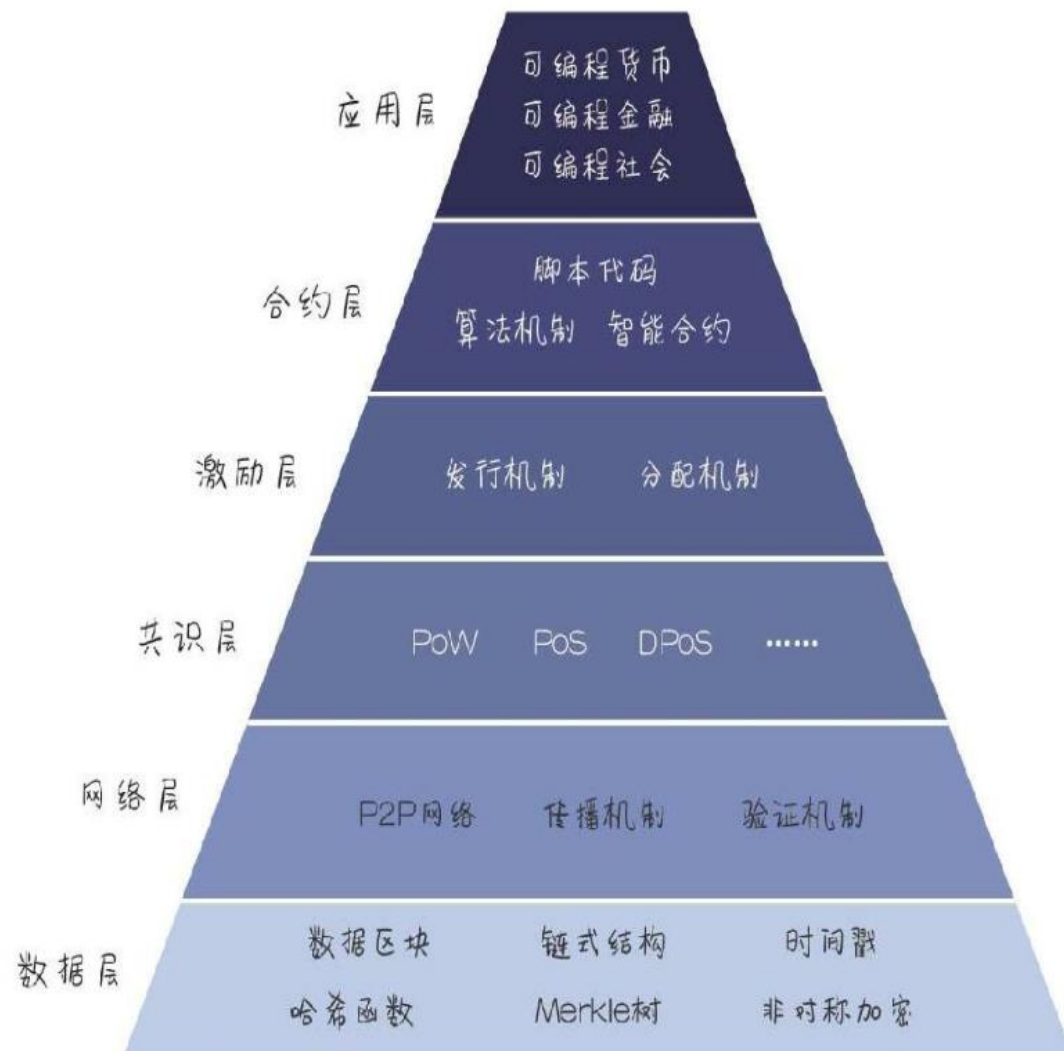 可编程货币
应用层 可编程金融
可编程社会
脚本代码
合约层
算法机制 智能合约
激励层 发行机制 分配机制
共识层 PoW PoS DPoS ······
网络层 P2P网络 传播机制 验证机制
数据区块 链式结构 时间戳
数据层
哈希函数 Merkle树 非对称加密